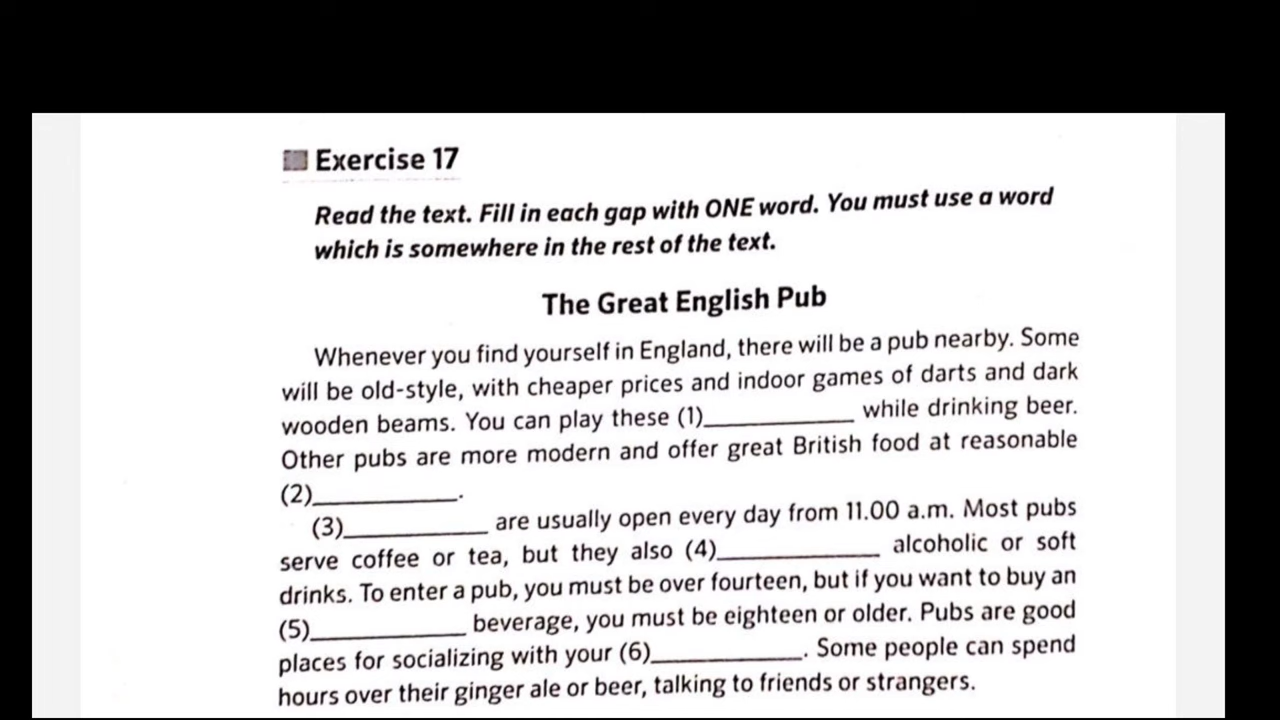 Exercise 17
Read the text. Fill in each gap with ONE word. You must use a word
which is somewhere in the rest of the text.
The Great English Pub
Whenever you find yourself in England, there will be a pub nearby. Some
will be old-style, with cheaper prices and indoor games of darts and dark
wooden beams. You can play these (1)____________ while drinking beer.
Other pubs are more modern and offer great British food at reasonable
(2)____________.
(3)____________ are usually open every day from 11.00 a.m. Most pubs
serve coffee or tea, but they also (4)____________ alcoholic or soft
drinks. To enter a pub, you must be over fourteen, but if you want to buy an
(5)____________ beverage, you must be eighteen or older. Pubs are good
places for socializing with your (6)____________. Some people can spend
hours over their ginger ale or beer, talking to friends or strangers.